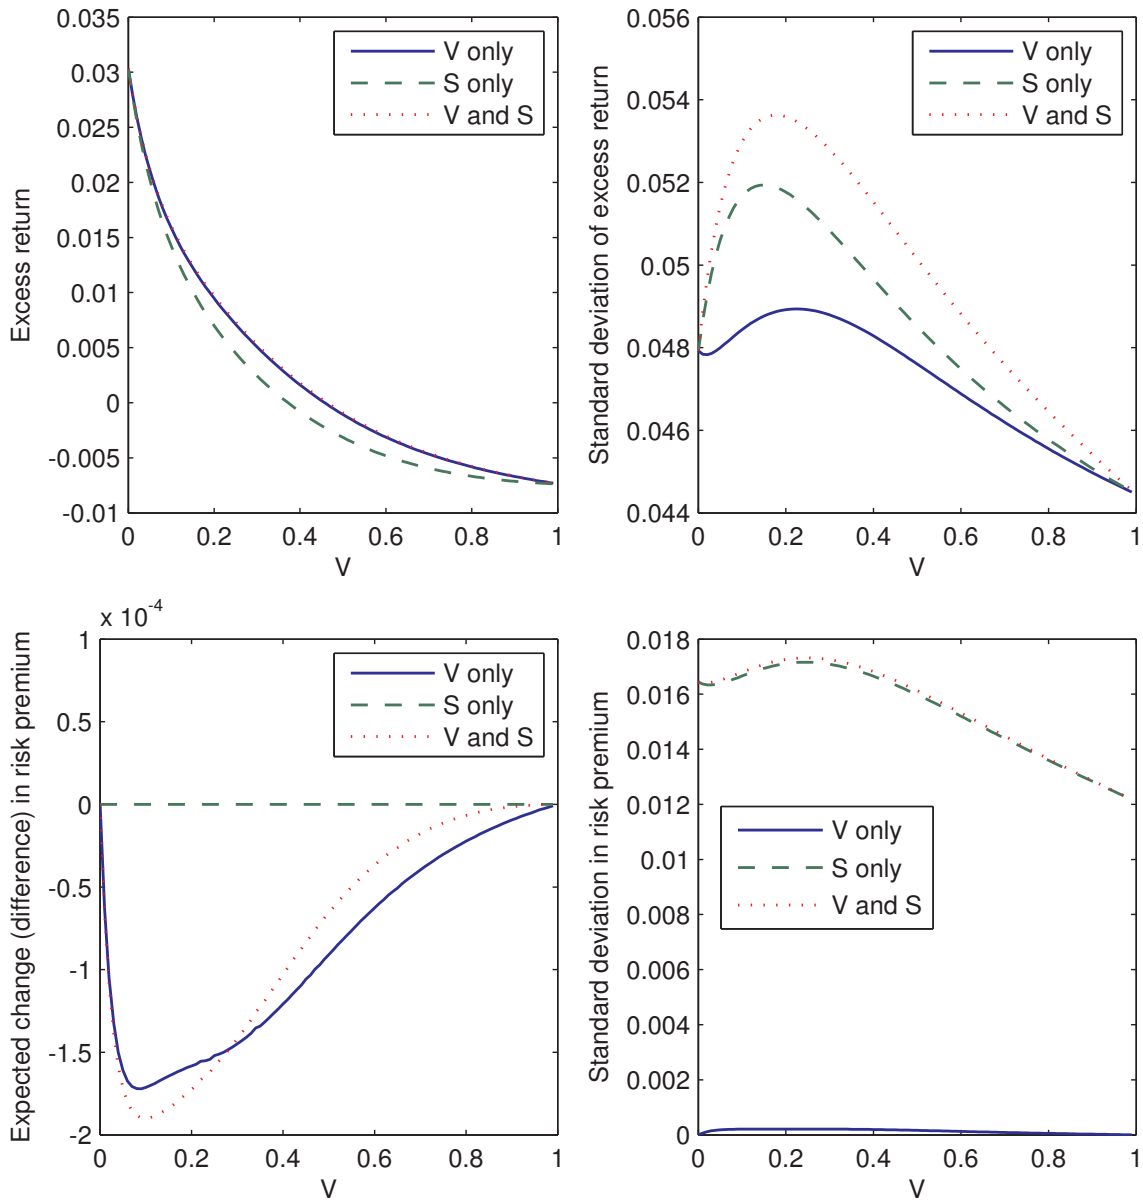 Excess return
0.035
0.03
0.025
0.02
0.015
0.01
0.005
0
-0.005
-0.01
0
0.2
0.4
0.6
0.8
1
V
V only
S only
V and S
Standard deviation of excess return
0.056
0.054
0.052
0.05
0.048
0.046
0.044
0
0.2
0.4
0.6
0.8
1
V
V only
S only
V and S
Expected change (difference) in risk premium
x 10-4
1
0.5
0
-0.5
-1
-1.5
-2
0
0.2
0.4
0.6
0.8
1
V
V only
S only
V and S
Standard deviation in risk premium
0.018
0.016
0.014
0.012
0.01
0.008
0.006
0.004
0.002
0
0
0.2
0.4
0.6
0.8
1
V
V only
S only
V and S